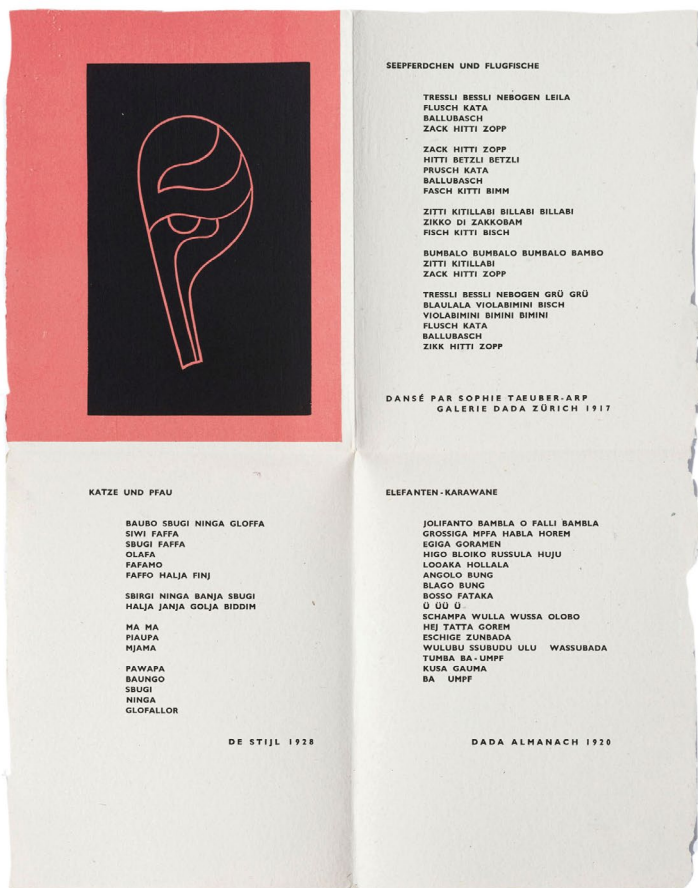 SEEPFERDCHEN UND FLUGFISCHE
TRESSLI BESSLI NEBOGEN LEILA
FLUSCH KATA
BALLUBASCH
ZACK HITTI ZOPP
ZACK HITTI ZOPP
HITTI BETZLI BETZLI
PRUSCH KATA
BALLUBASCH
FASCH KITTI BIMM
ZITTI KITILLABI BILLABI BILLABI
ZIKKO DI ZAKKOBAM
FISCH KITTI BISCH
BUMBALO BUMBALO BUMBALO BAMBO
ZITTI KITILLABI
ZACK HITTI ZOPP
TRESSLI BESSLI NEBOGEN GRÜ GRÜ
BLAULALA VIOLABIMINI BISCH
VIOLABIMINI BIMINI BIMINI
FLUSCH KATA
BALLUBASCH
ZIKK HITTI ZOPP
DANSÉ PAR SOPHIE TAEUBER-ARP
GALERIE DADA ZÜRICH 1917
KATZE UND PFAU
BAUBO SBUGI NINGA GLOFFA
SIWI FAFFA
SBUGI FAFFA
OLAFA
FAFAMO
FAFFO HALJA FINJ
SBIRGI NINGA BANJA SBUGI
HALJA JANJA GOLJA BIDDIM
MA MA
PIAUPA
MJAMA
PAWAPA
BAUNGO
SBUGI
NINGA
GLOFALLOR
DE STIJL 1928
ELEFANTEN-KARAWANE
JOLIFANTO BAMBLA O FALLI BAMBLA
GROSSIGA MPFA HABLA HOREM
EGIGA GORAMEN
HIGO BLOIKO RUSSULA HUJU
LOOAKA HOLLALA
ANGOLO BUNG
BLAGO BUNG
BOSSO FATAKA
Ü ÜÜ Ü
SCHAMPA WULLA WUSSA OLOBO
HEJ TATTA GOREM
ESCHIGE ZUNBADA
WULUBU SSUBUDU ULU WASSUBADA
TUMBA BA-UMPF
KUSA GAUMA
BA UMPF
DADA ALMANACH 1920